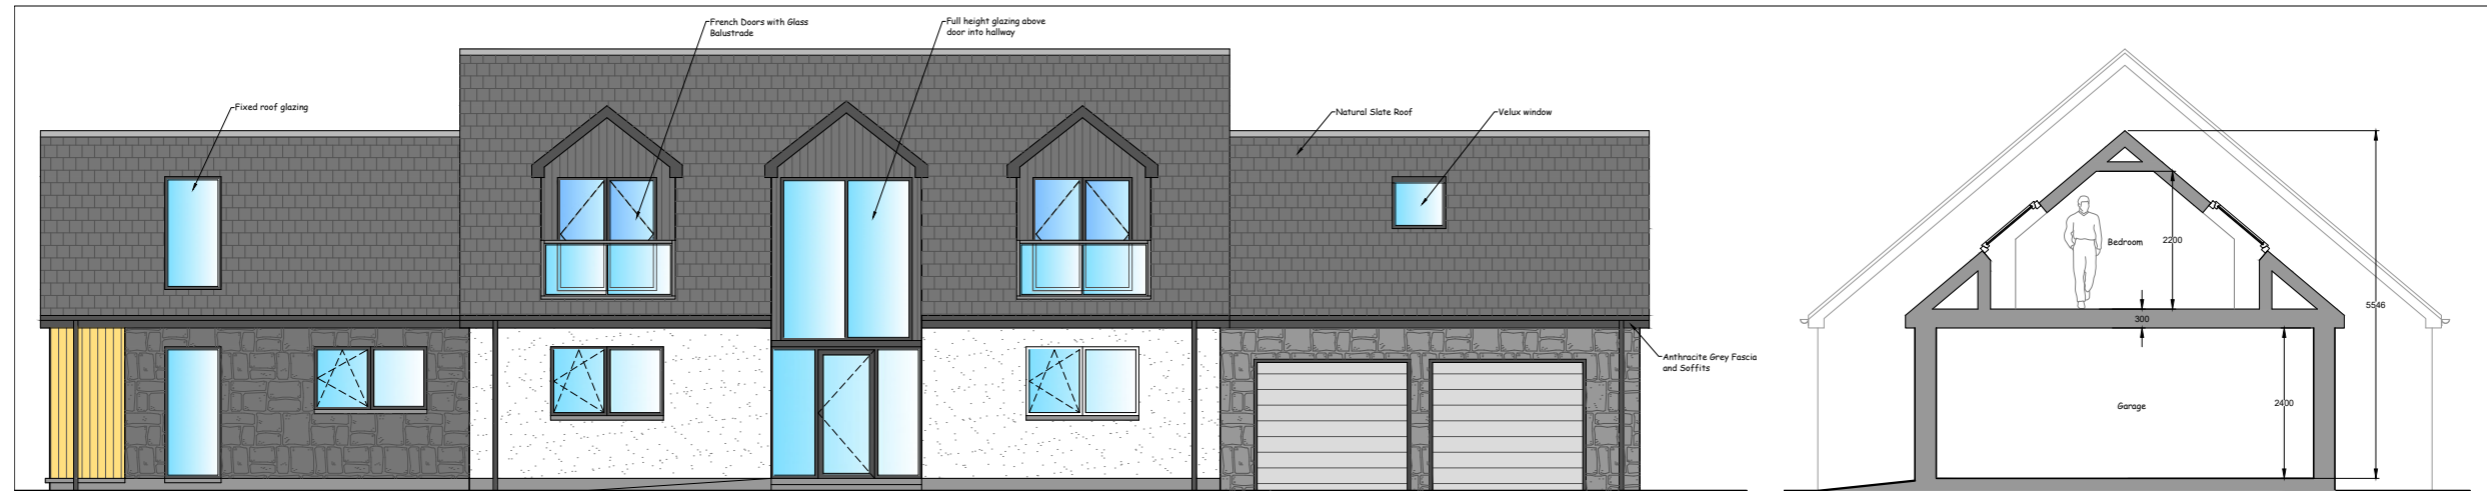 French Doors with Glass
Balustrade
Full height glazing above
door into hallway
Fixed roof glazing
Natural Slate Roof
Velux window
Anthracite Grey Fascia
and Soffits
Bedroom
2200
300
5546
Garage
2400